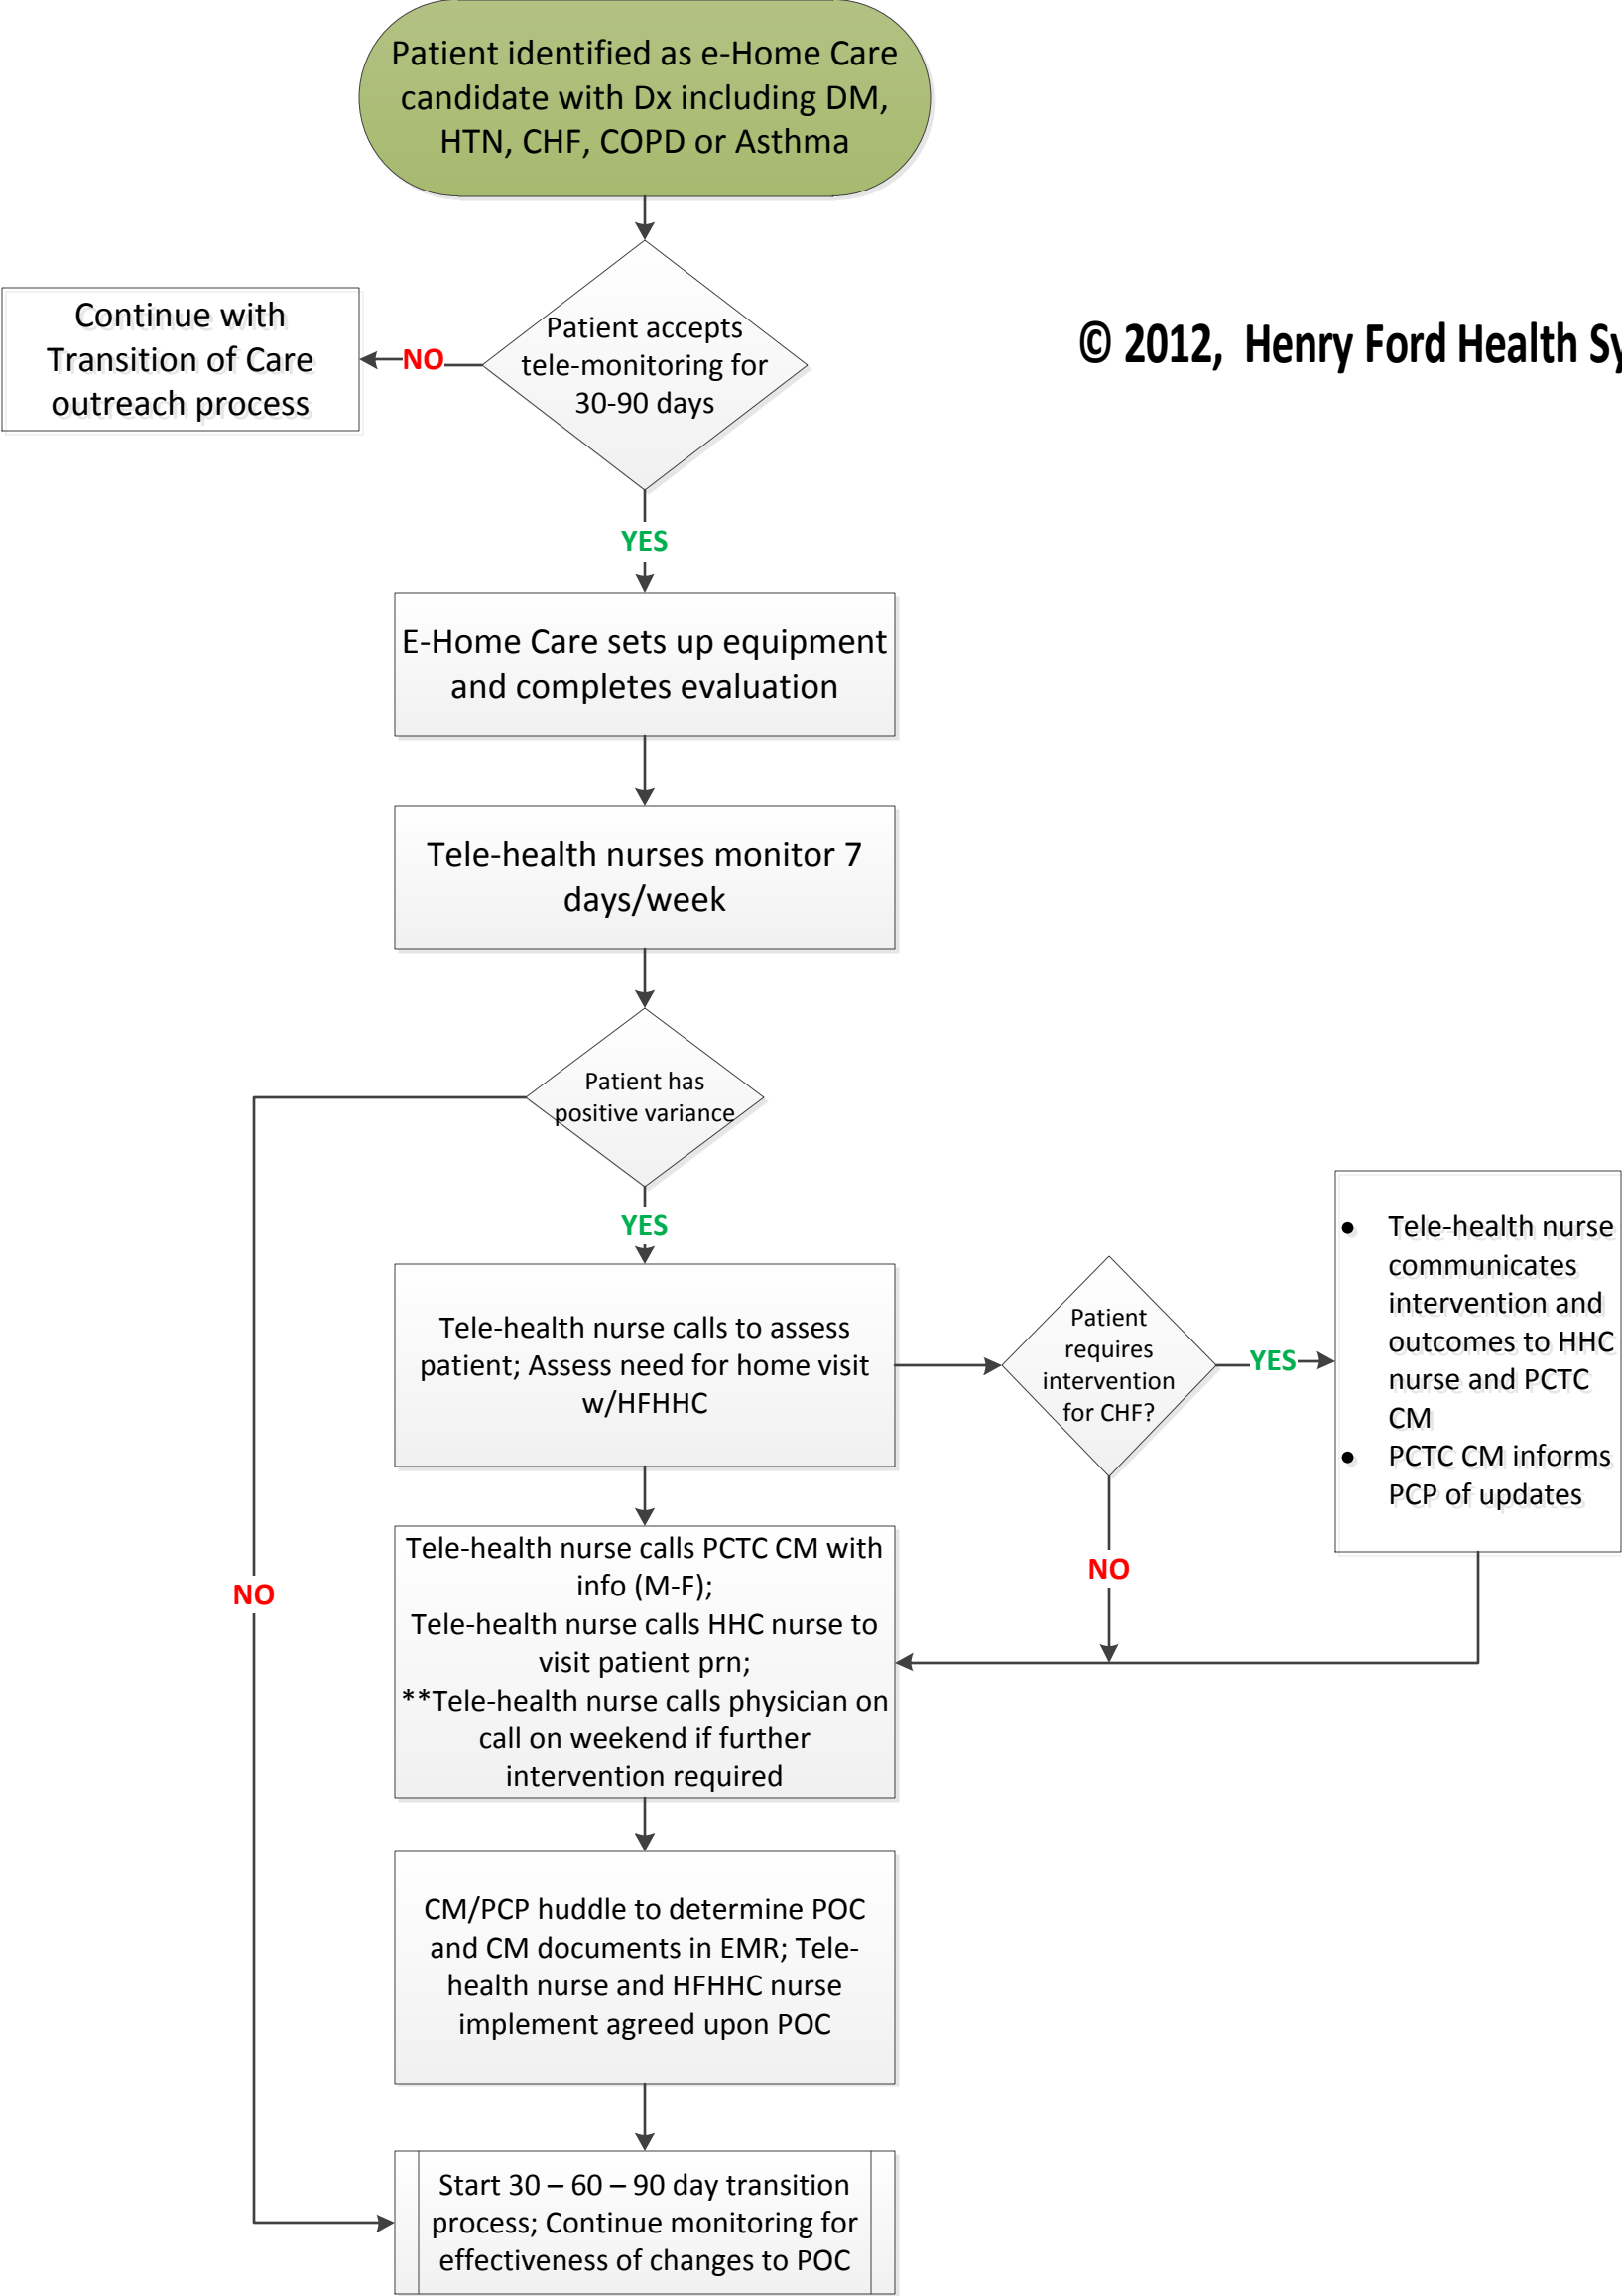 Patient identified as e-Home Care
candidate with Dx including DM,
HTN, CHF, COPD or Asthma
© 2012,  Henry Ford Health Sy
Continue with
Transition of Care
outreach process
NO
Patient accepts
tele-monitoring for
30-90 days
YES
E-Home Care sets up equipment
and completes evaluation
Tele-health nurses monitor 7
days/week
Patient has
positive variance
YES
NO
Tele-health nurse calls to assess
patient; Assess need for home visit
w/HFHHC
Patient
requires
intervention
for CHF?
YES
• Tele-health nurse
communicates
intervention and
outcomes to HHC
nurse and PCTC
CM
• PCTC CM informs
PCP of updates
NO
Tele-health nurse calls PCTC CM with
info (M-F);
Tele-health nurse calls HHC nurse to
visit patient prn;
**Tele-health nurse calls physician on
call on weekend if further
intervention required
CM/PCP huddle to determine POC
and CM documents in EMR; Tele-
health nurse and HFHHC nurse
implement agreed upon POC
Start 30 – 60 – 90 day transition
process; Continue monitoring for
effectiveness of changes to POC